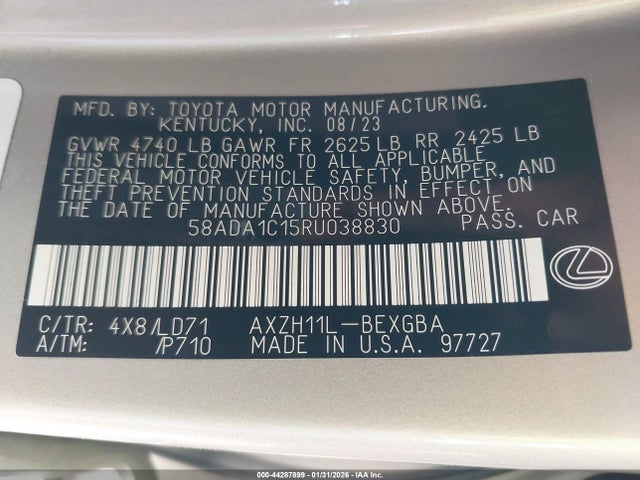 MFD. BY: TOYOTA MOTOR MANUFACTURING.
KENTUCKY, INC. 08/23
GVWR 4740 LB GAWR FR 2625 LB RR 2425 LB
THIS VEHICLE CONFORMS TO ALL APPLICABLE
FEDERAL MOTOR VEHICLE SAFETY, BUMPER, AND
THEFT PREVENTION STANDARDS IN EFFECT ON
THE DATE OF MANUFACTURE SHOWN ABOVE.
58ADA1C15RU038830 PASS. CAR
C/TR: 4X8/LD71 AXZH11L-BEXGBA
A/TM: /P710 MADE IN U.S.A. 97727
000-44287899 - 01/31/2026 - IAA Inc.